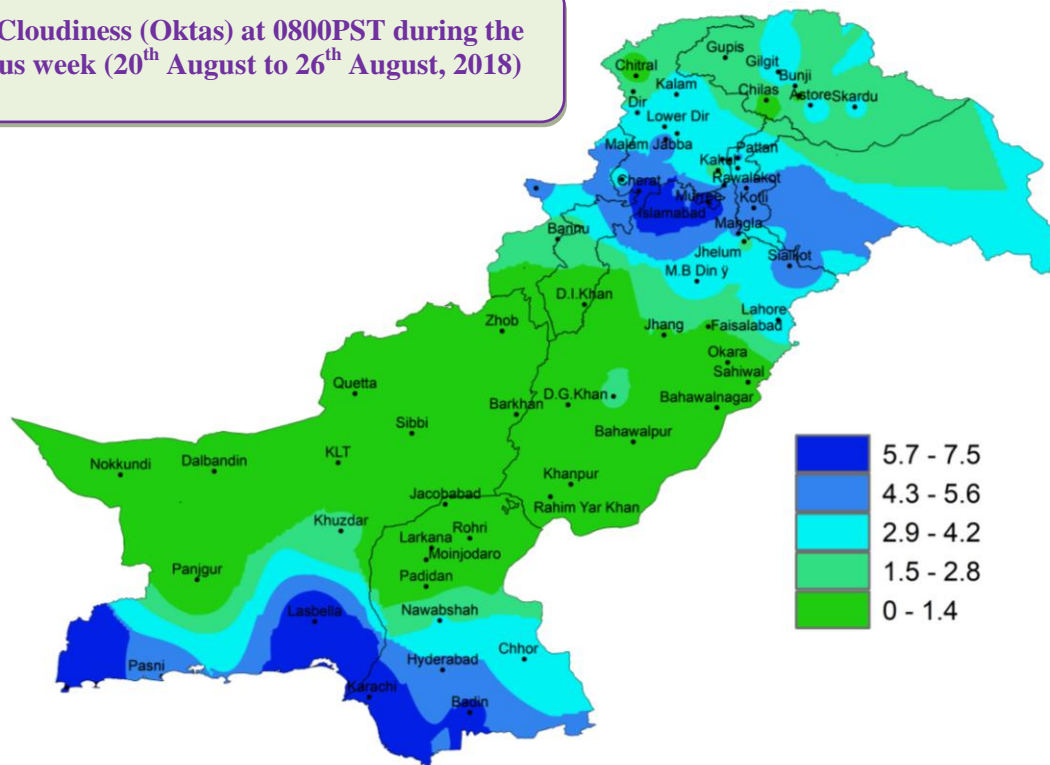 Cloudiness (Oktas) at 0800PST during the
us week (20th August to 26th August, 2018)
Gupis
Gilgit
Chitral
Bunji
Kalam
Chilas
Astore
Skardu
Dir
Lower Dir
Malam Jabba
Pattan
Kakul
Cherat
Rawalakot
Murree
Kotli
Islamabad
Mangla
Bannu
Jhelum
Sialkot
M.B Din ÿ
D.I.Khan
Lahore
Zhob
Jhang
Faisalabad
Okara
Sahiwal
Quetta
D.G.Khan
Bahawalnagar
Barkhan
Sibbi
Bahawalpur
KLT
Nokkundi
Dalbandin
Khanpur
Jacobabad
Rahim Yar Khan
Khuzdar
Rohri
Larkana
Moinjodaro
Panjgur
Padidan
Lasbella
Nawabshah
Chhor
Pasni
Hyderabad
Karachi
Badin
5.7 - 7.5
4.3 - 5.6
2.9 - 4.2
1.5 - 2.8
0 - 1.4